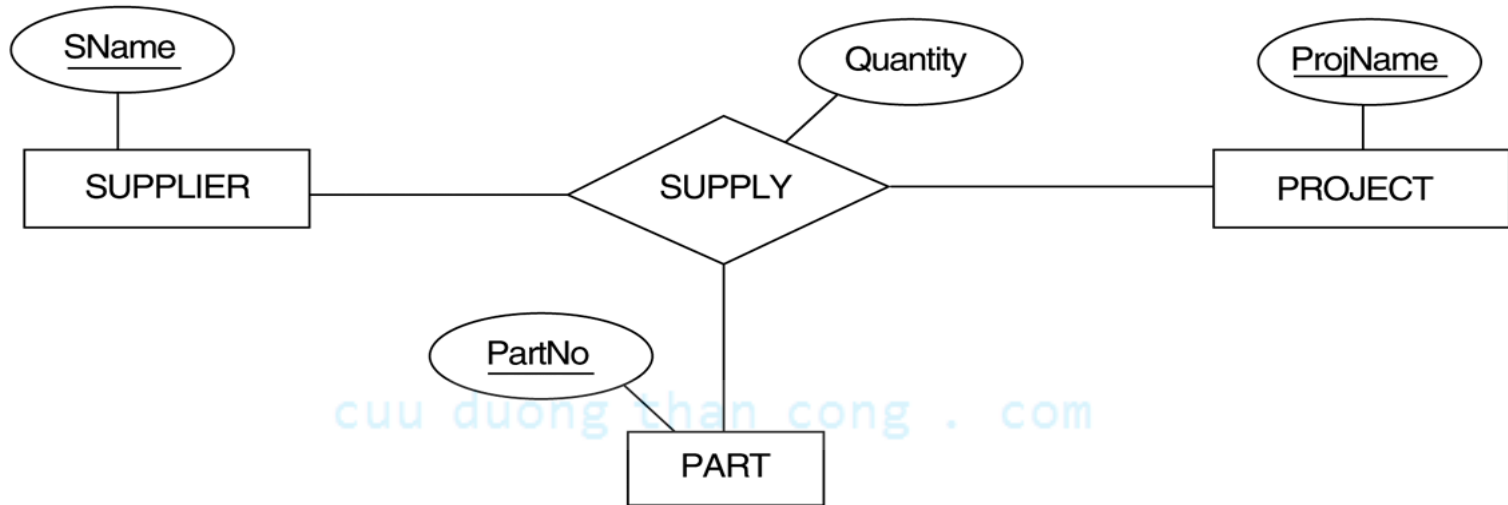 SName
Quantity
ProjName
SUPPLIER
SUPPLY
PROJECT
PartNo
cuu duong than cong . com
PART